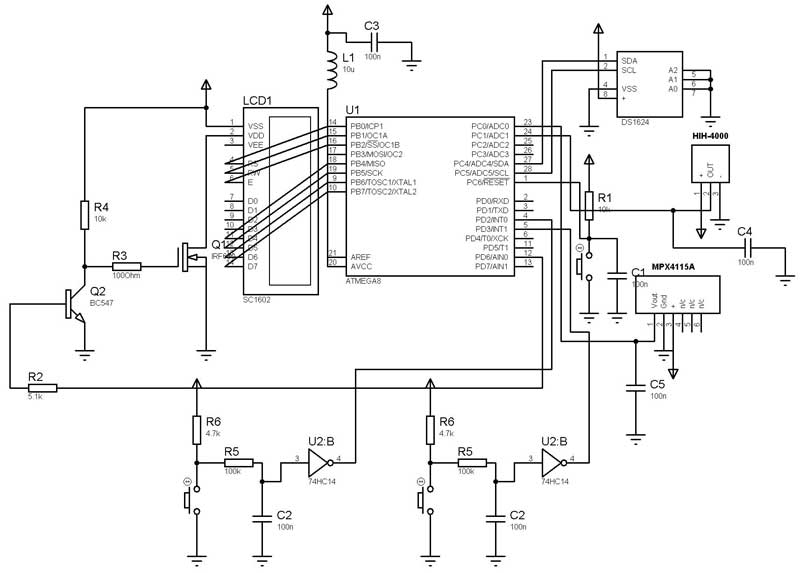 C3
100n
L1
10u
LCD1
U1
1 VSS
2 VDD
3 VEE
4 RS
5 RW
6 E
7 D0
8 D1
9 D2
10 D3
11 D4
12 D5
13 D6
14 D7
SC1602
14 PB0/ICP1
15 PB1/OC1A
16 PB2/SS/OC1B
17 PB3/MOSI/OC2
18 PB4/MISO
19 PB5/SCK
9 PB6/TOSC1/XTAL1
10 PB7/TOSC2/XTAL2
21 AREF
20 AVCC
PC0/ADC0 23
PC1/ADC1 24
PC2/ADC2 25
PC3/ADC3 26
PC4/ADC4/SDA 27
PC5/ADC5/SCL 28
PC6/RESET 1
PD0/RXD 2
PD1/TXD 3
PD2/INT0 4
PD3/INT1 5
PD4/T0/XCK 6
PD5/T1 11
PD6/AIN0 12
PD7/AIN1 13
ATMEGA8
1 SDA
2 SCL
4 VSS
8 +
A2 5
A1 6
A0 7
DS1624
HIH-4000
+ OUT -
1 2 3
R1
10k
C1
100n
C4
100n
MPX4115A
Vout Gnd + n/c n/c n/c
1 2 3 4 5 6
C5
100n
R4
10k
R3
100Ohm
Q1
Q2
BC547
R2
5.1k
R6
4.7k
R5
100k
C2
100n
U2:B
3 4
74HC14
R6
4.7k
R5
100k
C2
100n
U2:B
3 4
74HC14